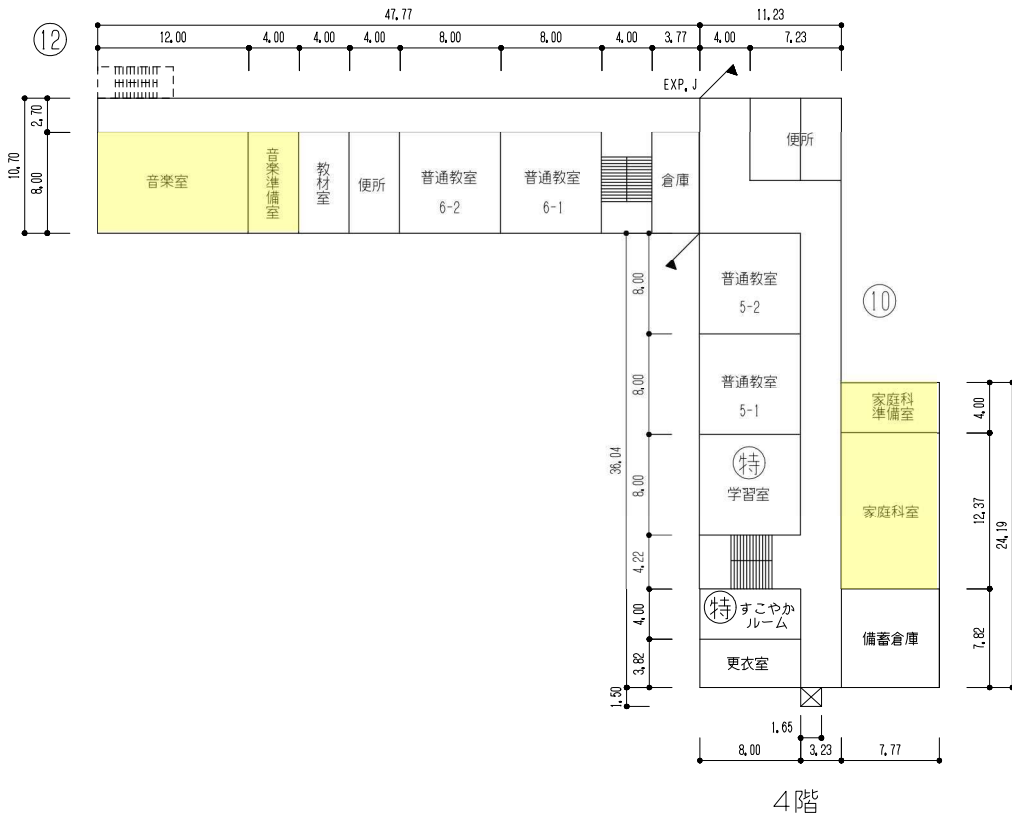 47.77
11.23
⑫
12.00
4.00
4.00
4.00
8.00
8.00
4.00
3.77
4.00
7.23
EXP.J
2.70
10.70
8.00
音楽室
音楽準備室
教材室
便所
普通教室
6-2
普通教室
6-1
倉庫
便所
8.00
普通教室
5-2
⑩
8.00
普通教室
5-1
家庭科
準備室
4.00
36.04
8.00
特
学習室
家庭科室
12.37
24.19
4.22
4.00
特 すこやか
ルーム
備蓄倉庫
7.82
3.82
更衣室
1.50
1.65
8.00
3.23
7.77
4階